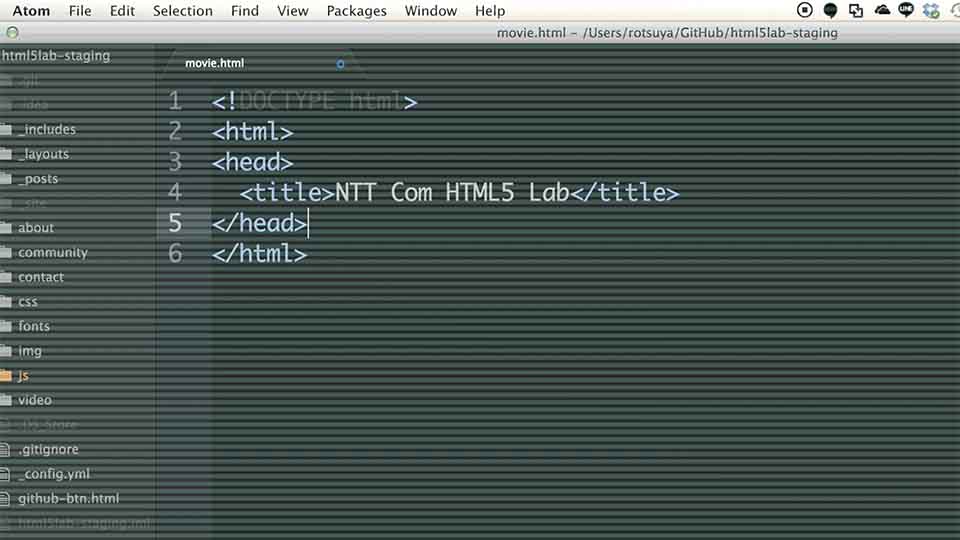 Atom File Edit Selection Find View Packages Window Help
movie.html – /Users/rotsuya/GitHub/html5lab-staging
html5lab-staging
movie.html
.git
.idea
_includes
_layouts
_posts
_site
about
community
contact
css
fonts
img
js
video
.DS_Store
.gitignore
_config.yml
github-btn.html
html5lab-staging.iml
1 <!DOCTYPE html>
2 <html>
3 <head>
4 <title>NTT Com HTML5 Lab</title>
5 </head>
6 </html>